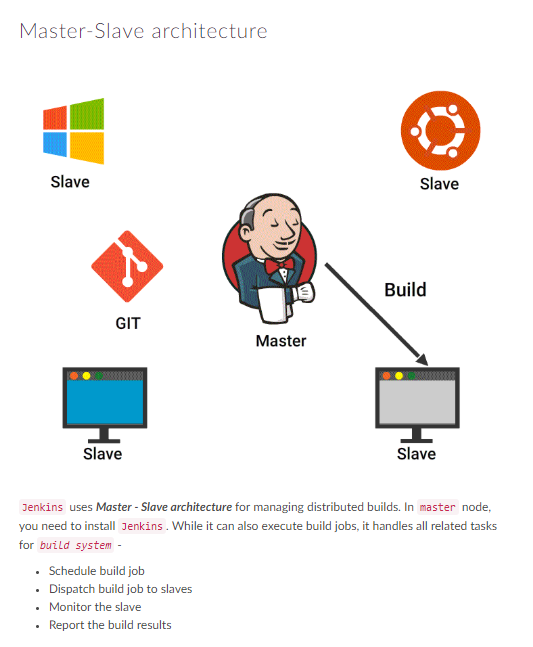 Master-Slave architecture
Slave
Slave
GIT
Master
Build
Slave
Slave
Jenkins uses Master - Slave architecture for managing distributed builds. In master node,
you need to install Jenkins. While it can also execute build jobs, it handles all related tasks
for build system -
• Schedule build job
• Dispatch build job to slaves
• Monitor the slave
• Report the build results